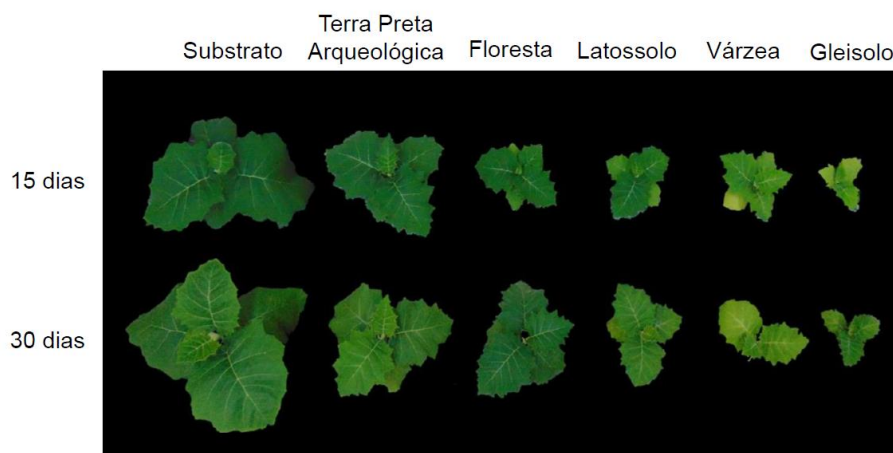 Substrato
Terra Preta
Arqueológica
Floresta
Latossolo
Várzea
Gleisolo
15 dias
30 dias